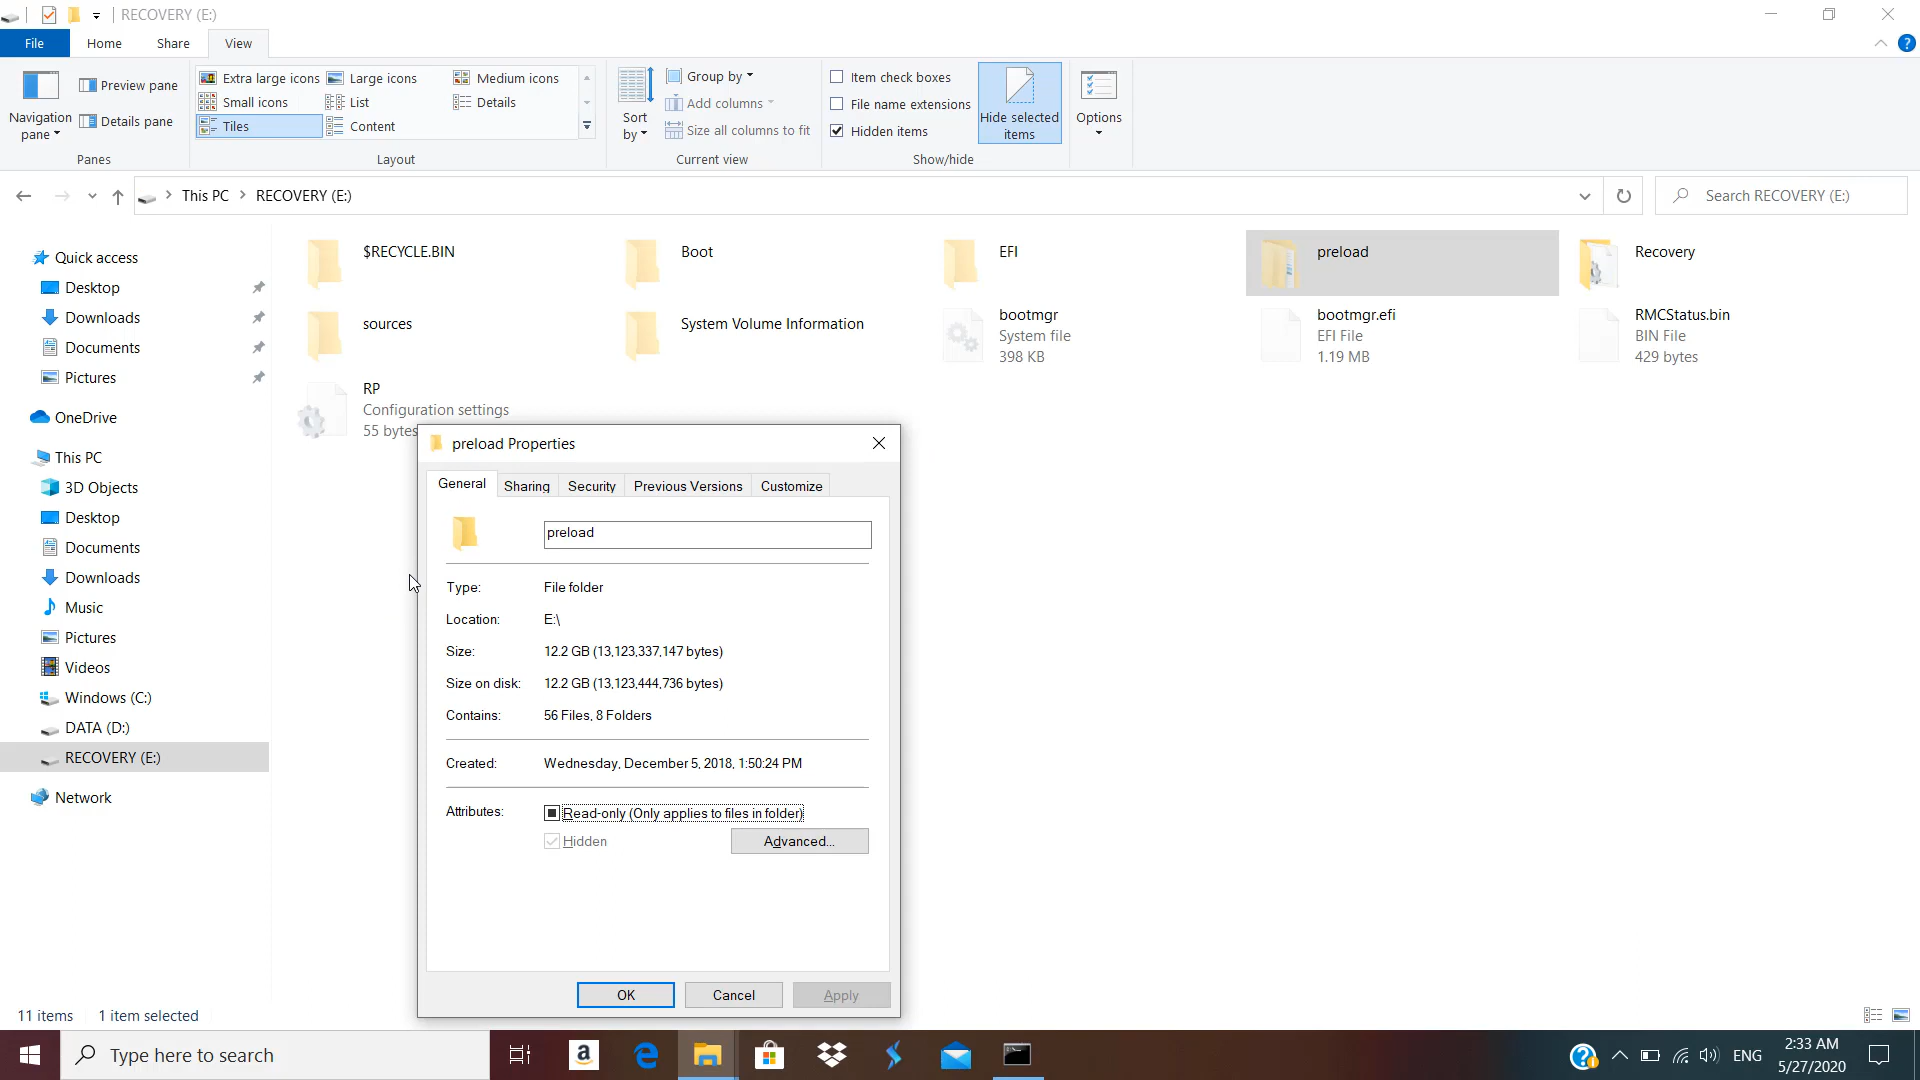 RECOVERY (E:)
File
Home
Share
View
Navigation pane
Preview pane
Details pane
Panes
Extra large icons
Large icons
Medium icons
Small icons
List
Details
Tiles
Content
Layout
Sort by
Group by
Add columns
Size all columns to fit
Current view
Item check boxes
File name extensions
Hidden items
Hide selected items
Show/hide
Options
This PC
RECOVERY (E:)
Search RECOVERY (E:)
Quick access
Desktop
Downloads
Documents
Pictures
OneDrive
This PC
3D Objects
Desktop
Documents
Downloads
Music
Pictures
Videos
Windows (C:)
DATA (D:)
RECOVERY (E:)
Network
$RECYCLE.BIN
Boot
EFI
preload
Recovery
sources
System Volume Information
bootmgr
System file
398 KB
bootmgr.efi
EFI File
1.19 MB
RMCStatus.bin
BIN File
429 bytes
RP
Configuration settings
55 bytes
preload Properties
General
Sharing
Security
Previous Versions
Customize
preload
Type: File folder
Location: E:\
Size: 12.2 GB (13,123,337,147 bytes)
Size on disk: 12.2 GB (13,123,444,736 bytes)
Contains: 56 Files, 8 Folders
Created: Wednesday, December 5, 2018, 1:50:24 PM
Attributes: Read-only (Only applies to files in folder)
Hidden
Advanced...
OK
Cancel
Apply
11 items
1 item selected
Type here to search
ENG
2:33 AM
5/27/2020